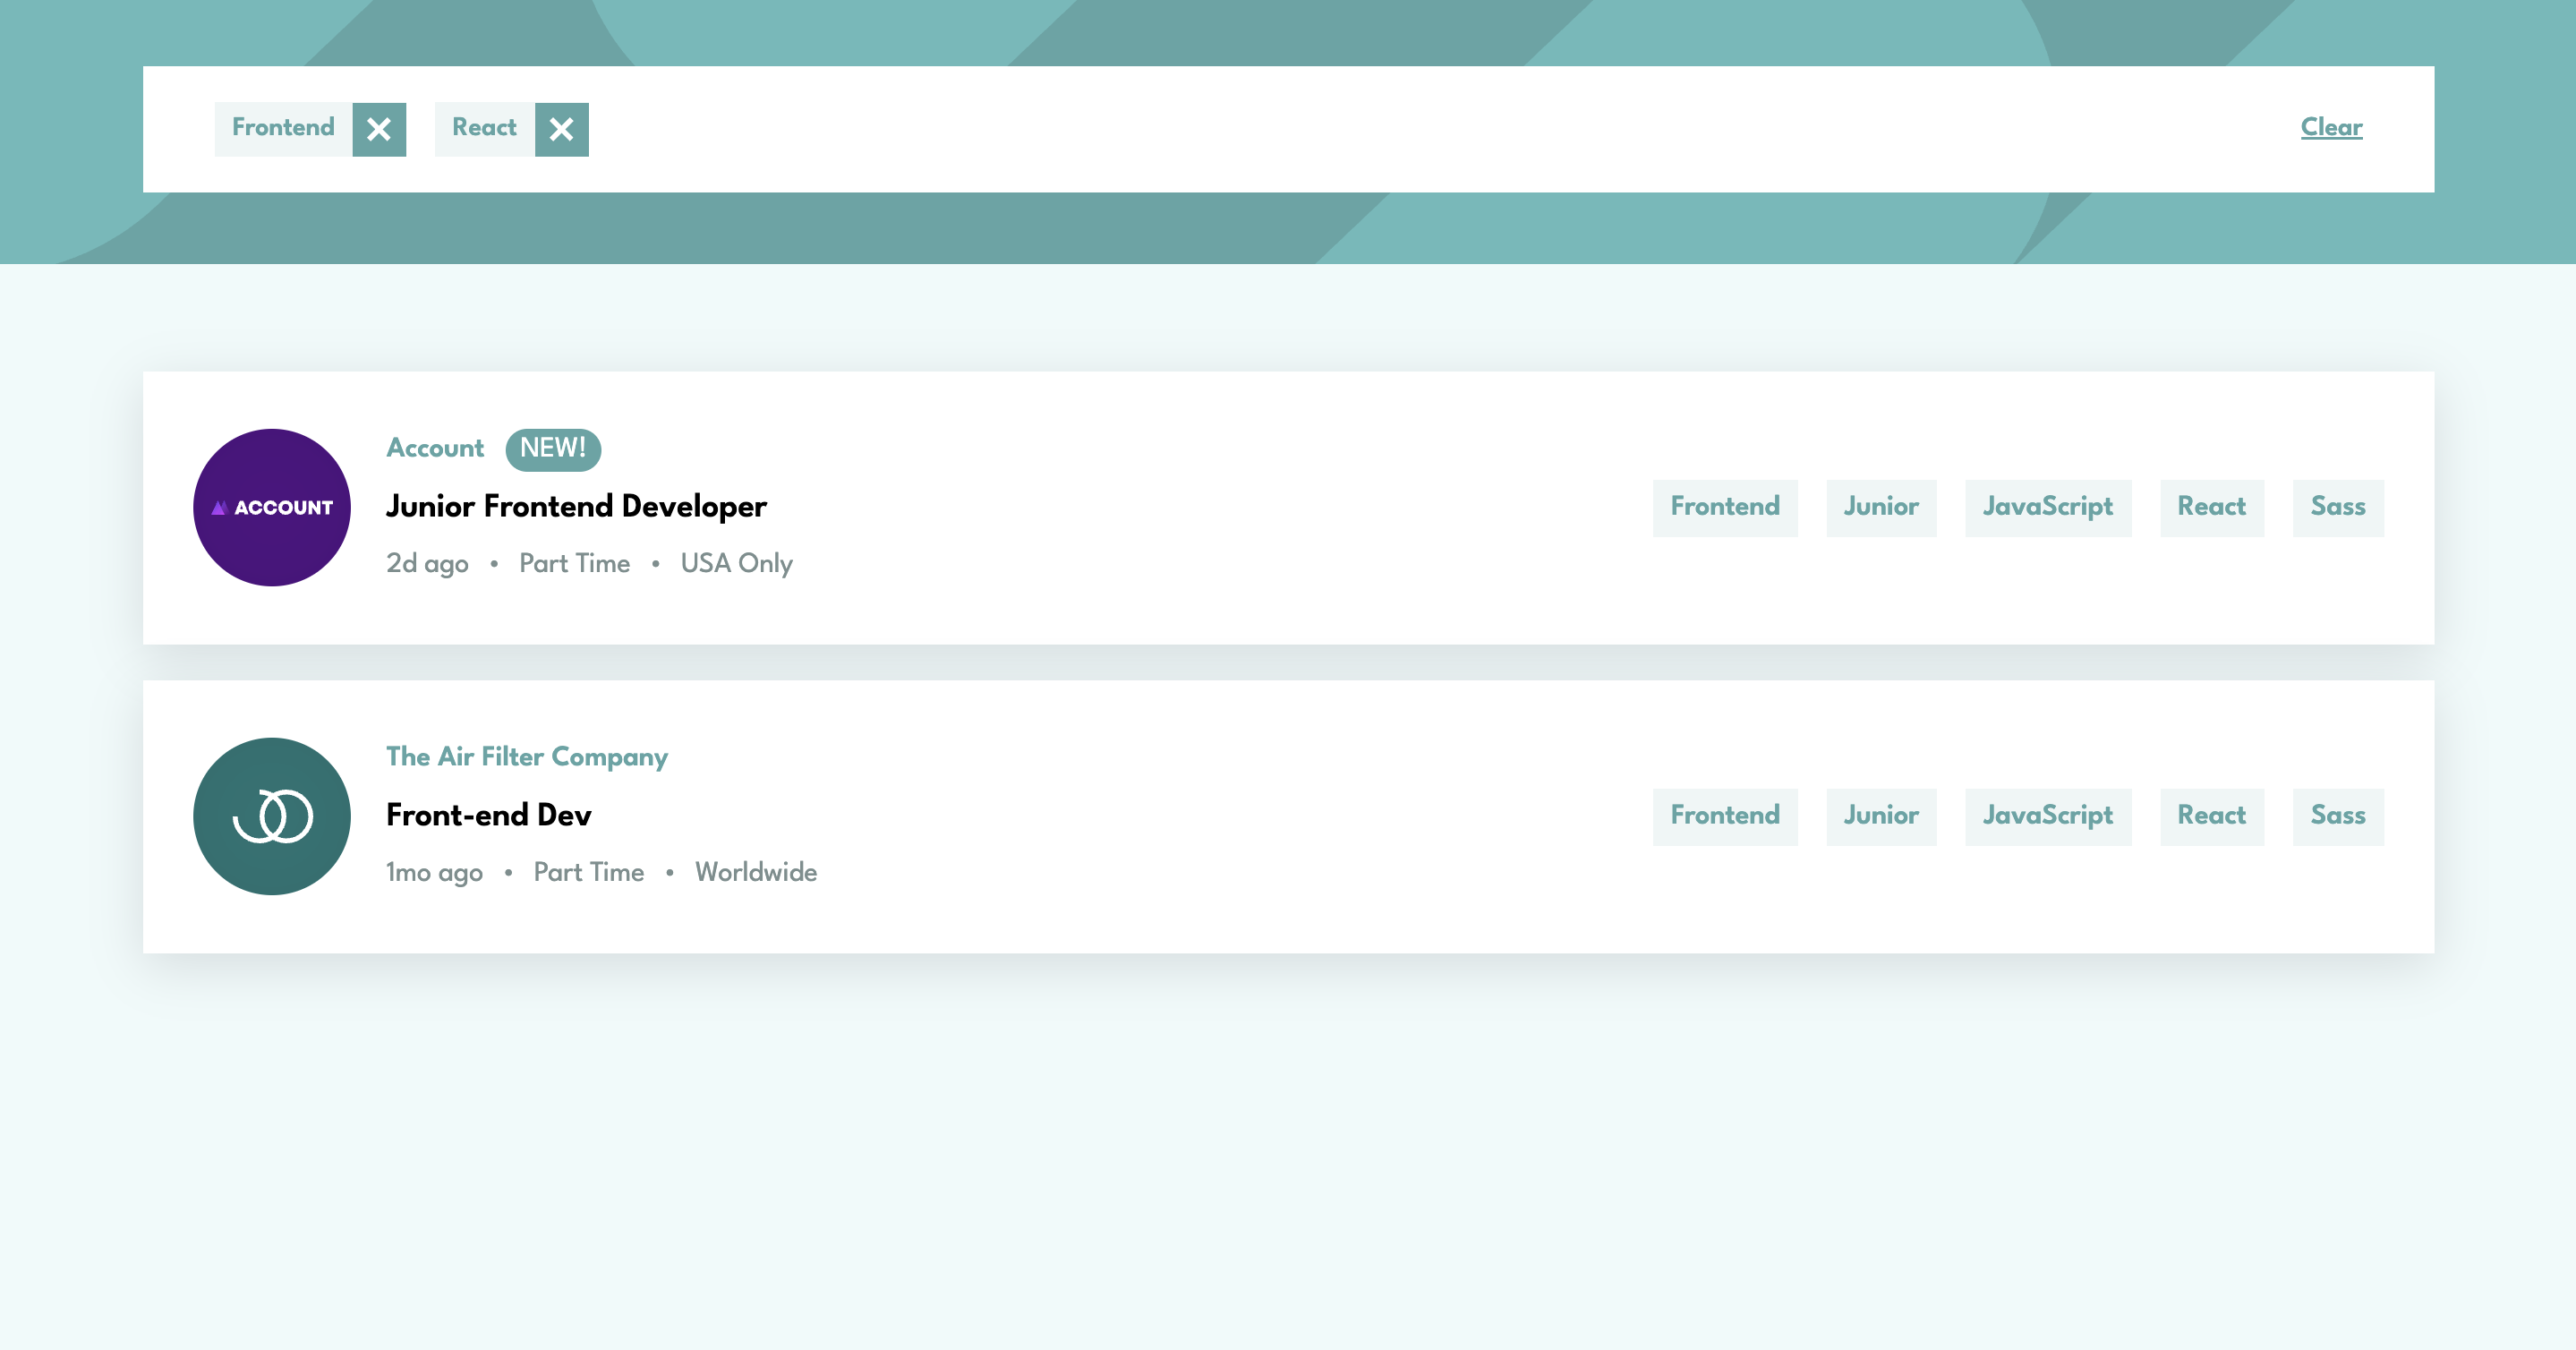 Frontend React Clear
Account NEW!
ACCOUNT
Junior Frontend Developer
2d ago • Part Time • USA Only
Frontend Junior JavaScript React Sass
The Air Filter Company
Front-end Dev
1mo ago • Part Time • Worldwide
Frontend Junior JavaScript React Sass